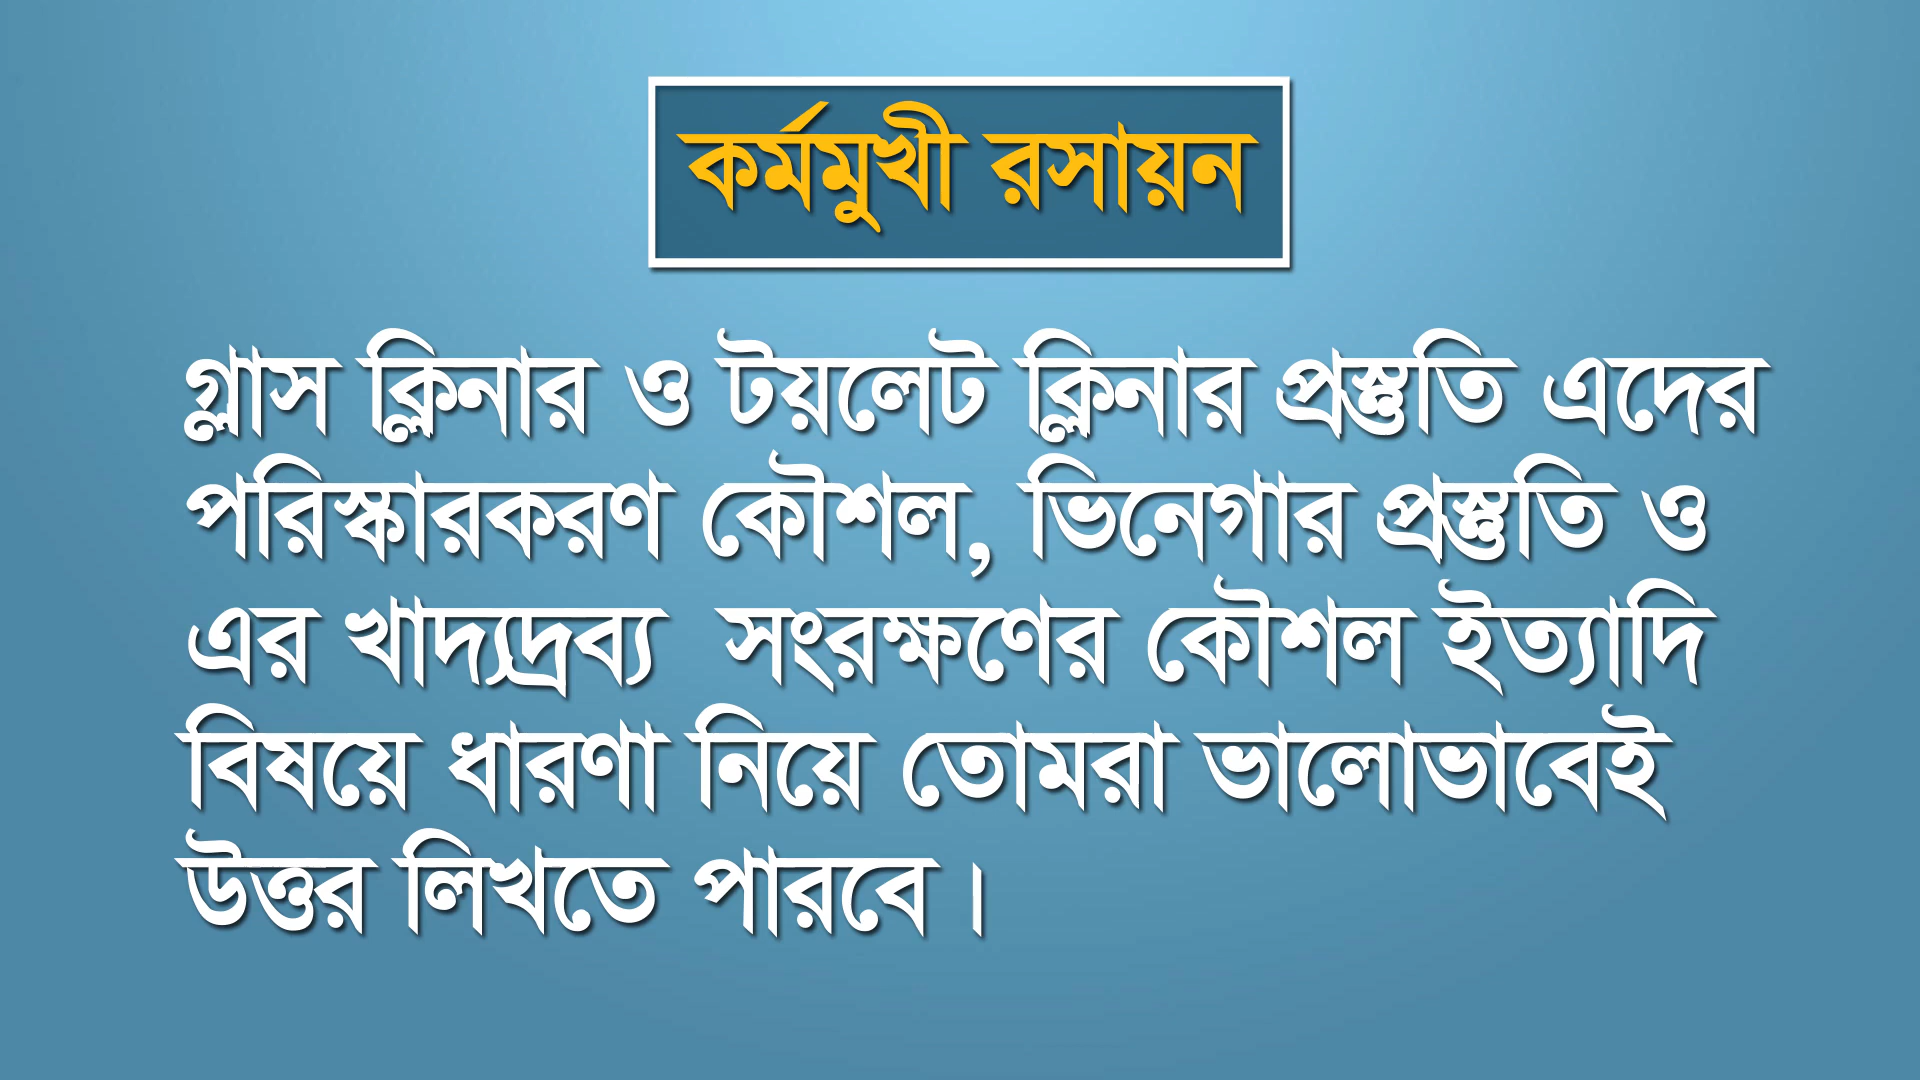 কর্মমুখী রসায়ন
গ্লাস ক্লিনার ও টয়লেট ক্লিনার প্রস্তুতি এদের
পরিস্কারকরণ কৌশল, ভিনেগার প্রস্তুতি ও
এর খাদ্যদ্রব্য সংরক্ষণের কৌশল ইত্যাদি
বিষয়ে ধারণা নিয়ে তোমরা ভালোভাবেই
উত্তর লিখতে পারবে।